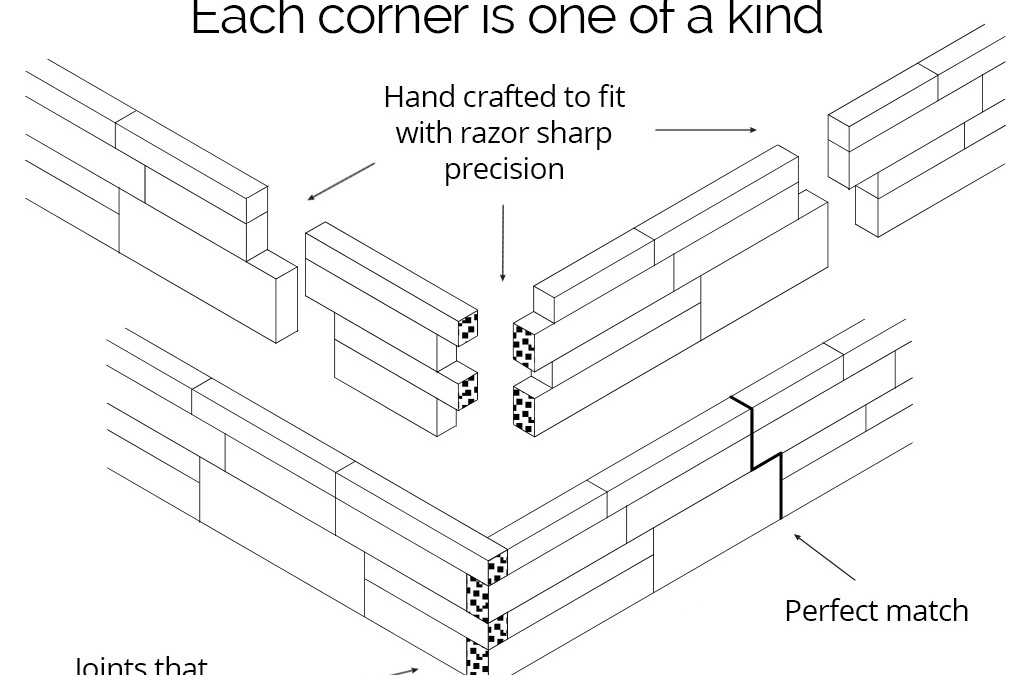 Each corner is one of a kind
Hand crafted to fit
with razor sharp
precision
Perfect match
Joints that